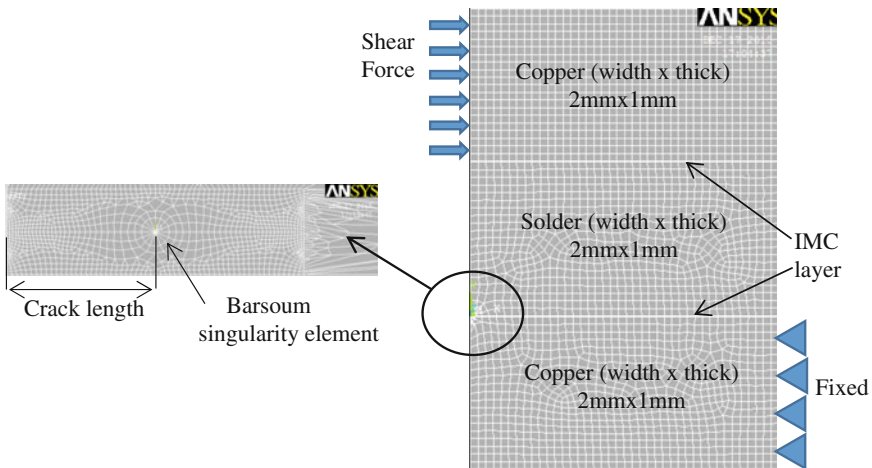 ANSYS
Shear
Force
Copper (width x thick)
2mmx1mm
ANSYS
Solder (width x thick)
2mmx1mm
IMC
layer
Crack length
Barsoum
singularity element
Copper (width x thick)
2mmx1mm
Fixed